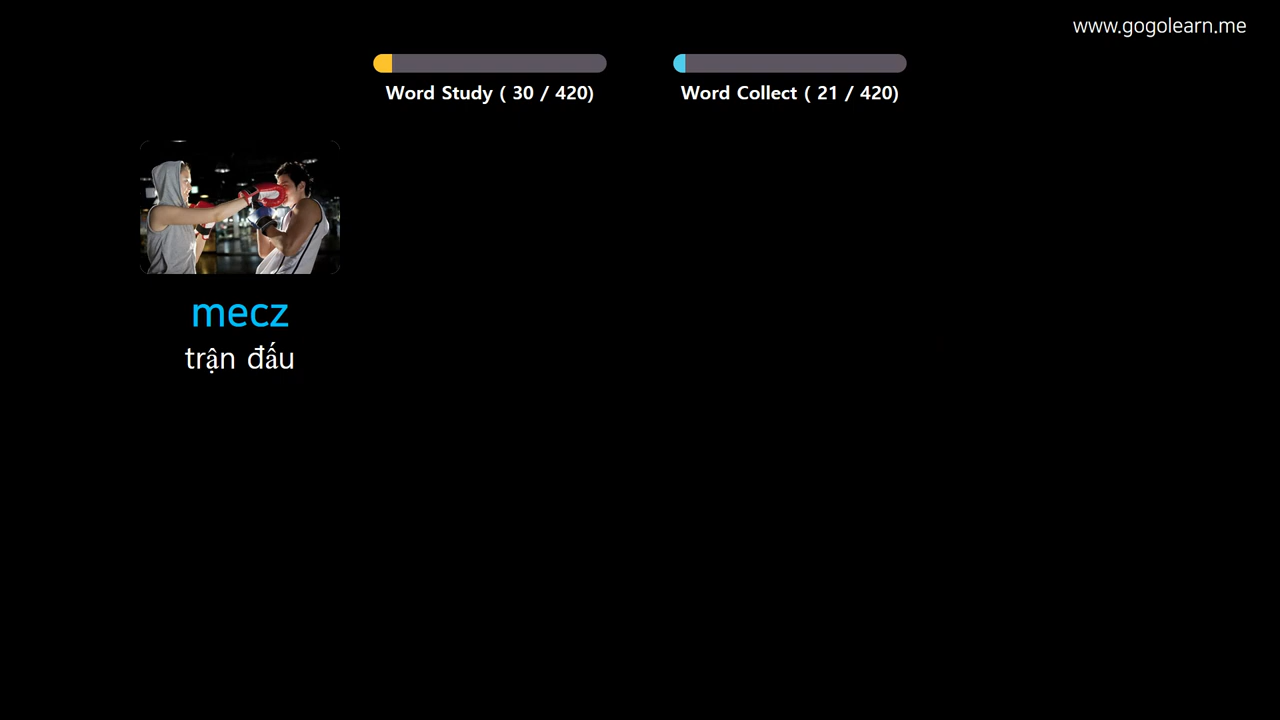 www.gogolearn.me
Word Study ( 30 / 420)
Word Collect ( 21 / 420)
mecz
trận đấu